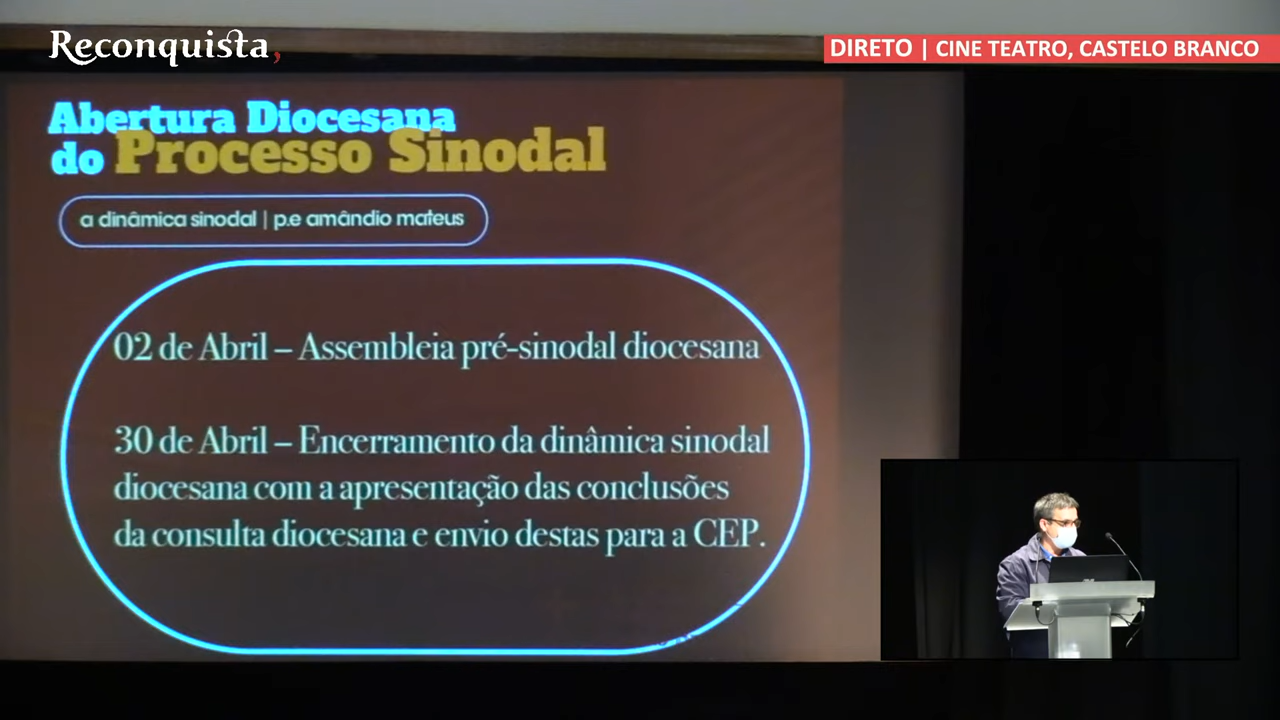 Reconquista,
DIRETO | CINE TEATRO, CASTELO BRANCO
Abertura Diocesana
do Processo Sinodal
a dinâmica sinodal | p.e amândio mateus
02 de Abril – Assembleia pré-sinodal diocesana
30 de Abril – Encerramento da dinâmica sinodal
diocesana com a apresentação das conclusões
da consulta diocesana e envio destas para a CEP.